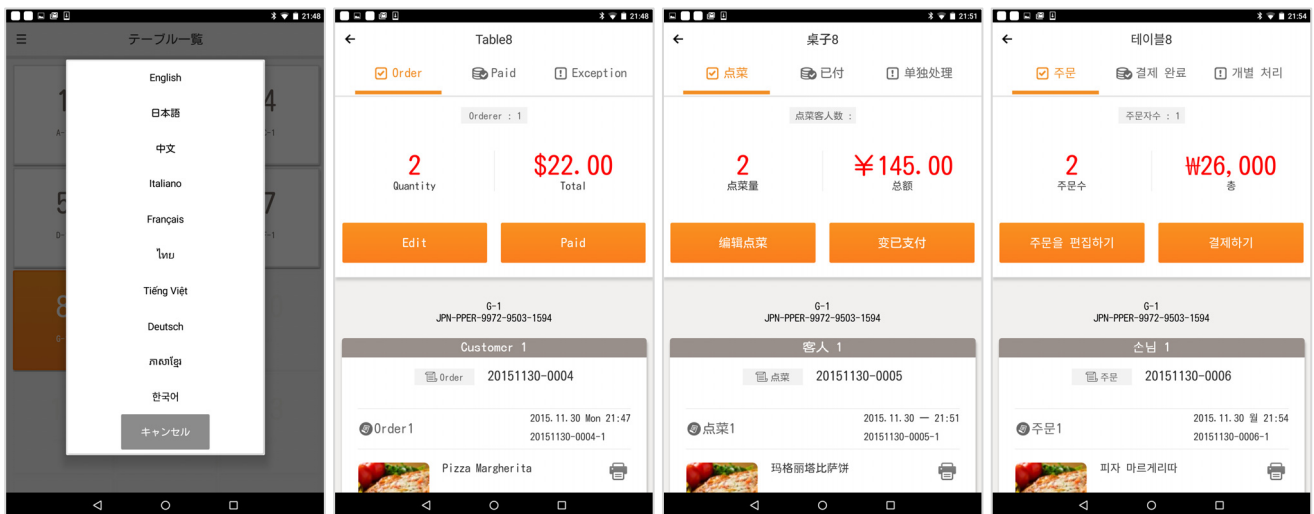 21:48
テーブル一覧
English
日本語
中文
Italiano
Français
ไทย
Tiếng Việt
Deutsch
ភាសាខ្មែរ
한국어
キャンセル
1
4
5
7
8
21:48
Table8
Order
Paid
Exception
Orderer : 1
2
$22.00
Quantity
Total
Edit
Paid
G-1
JPN-PPER-9972-9503-1594
Customer 1
Order 20151130-0004
2015.11.30 Mon 21:47
Order1
20151130-0004-1
Pizza Margherita
21:51
桌子8
点菜
已付
单独处理
点菜客人数 :
2
¥145.00
点菜量
总额
编辑点菜
变已支付
G-1
JPN-PPER-9972-9503-1594
客人 1
点菜 20151130-0005
2015.11.30 一 21:51
点菜1
20151130-0005-1
玛格丽塔比萨饼
21:54
테이블8
주문
결제 완료
개별 처리
주문자수 : 1
2
₩26,000
주문수
총
주문을 편집하기
결제하기
G-1
JPN-PPER-9972-9503-1594
손님 1
주문 20151130-0006
2015.11.30 월 21:54
주문1
20151130-0006-1
피자 마르게리따